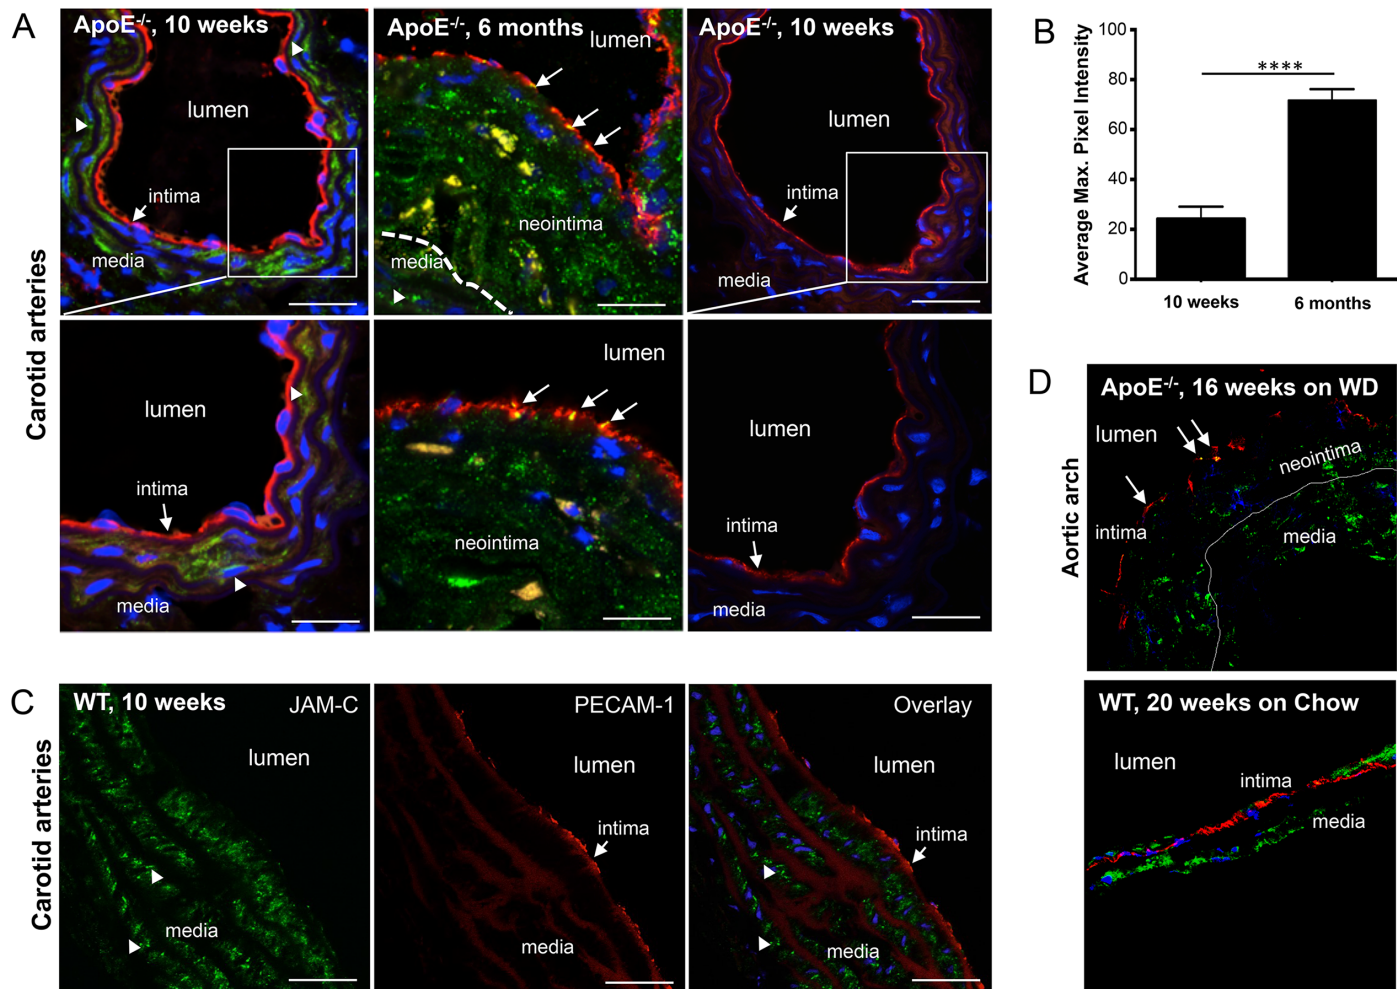 A
ApoE-/-, 10 weeks
lumen
intima
media
ApoE-/-, 6 months
lumen
neointima
media
ApoE-/-, 10 weeks
lumen
intima
media
Carotid arteries
lumen
intima
media
lumen
neointima
lumen
intima
media
B
Average Max. Pixel Intensity
100
80
60
40
20
0
****
10 weeks
6 months
C
Carotid arteries
WT, 10 weeks
JAM-C
lumen
media
PECAM-1
lumen
intima
media
Overlay
lumen
intima
media
D
Aortic arch
ApoE-/-, 16 weeks on WD
lumen
neointima
intima
media
WT, 20 weeks on Chow
lumen
intima
media